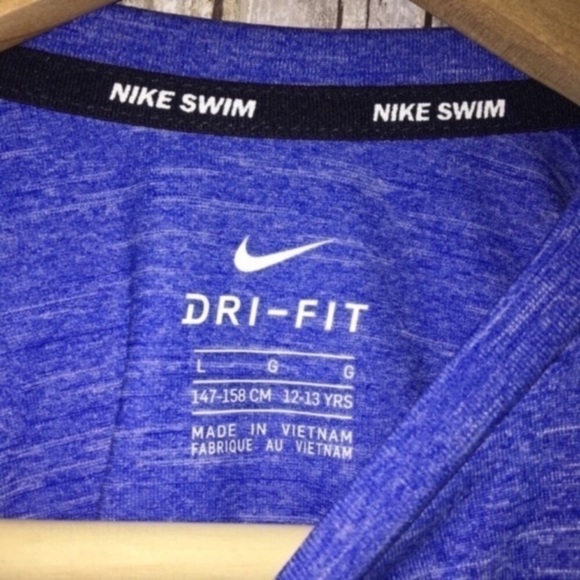 NIKE SWIM NIKE SWIM
DRI-FIT
L G G
147-158 CM 12-13 YRS
MADE IN VIETNAM
FABRIQUE AU VIETNAM